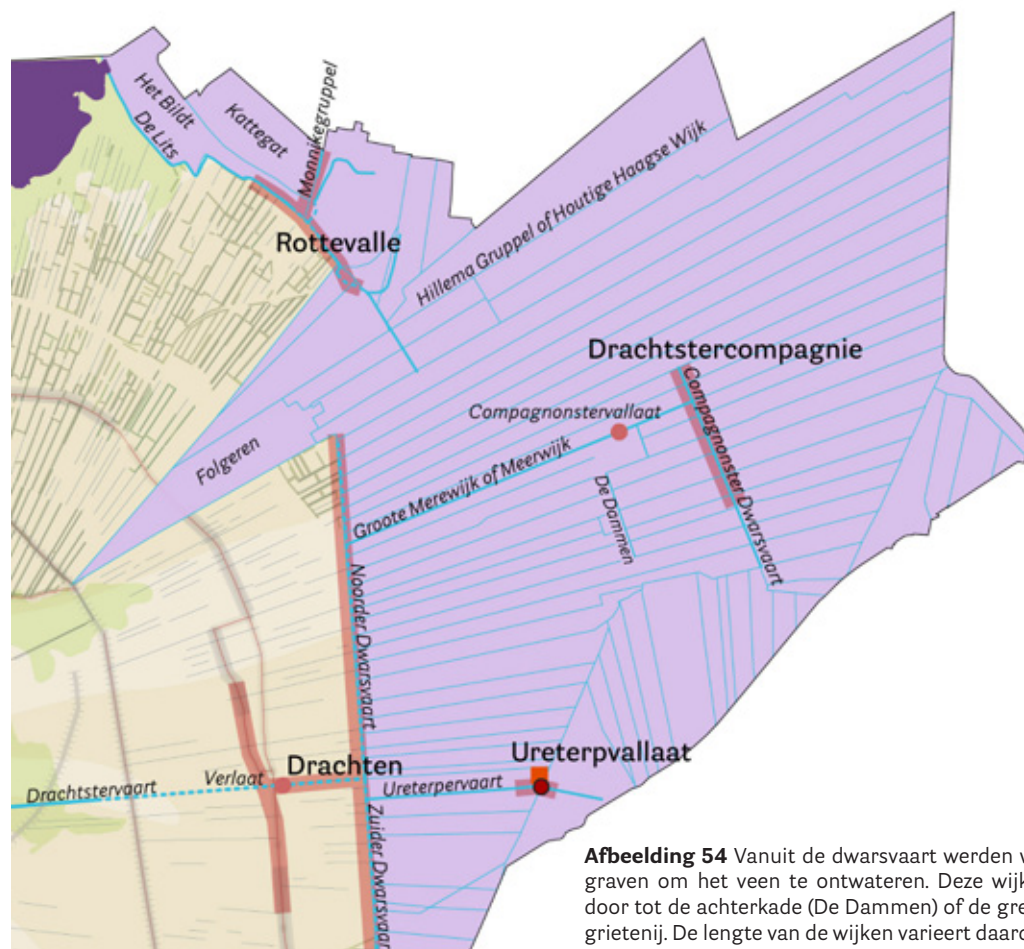 Het Bildt
De Lits
Kattegat
Monnikegruppel
Rottevalle
Hillema Gruppel of Houtige Haagse Wijk
Drachtstercompagnie
Compagnonstervallaat
Compagnonster Dwarsvaart
Folgeren
Groote Merewijk of Meerwijk
De Dammen
Noorder Dwarsvaart
Ureterpvallaat
Drachten
Verlaat
Drachtstervaart
Ureterpervaart
Zuider Dwarsvaar
Afbeelding 54 Vanuit de dwarsvaart werden
graven om het veen te ontwateren. Deze wijk
door tot de achterkade (De Dammen) of de gre
grietenij. De lengte van de wijken varieert daar